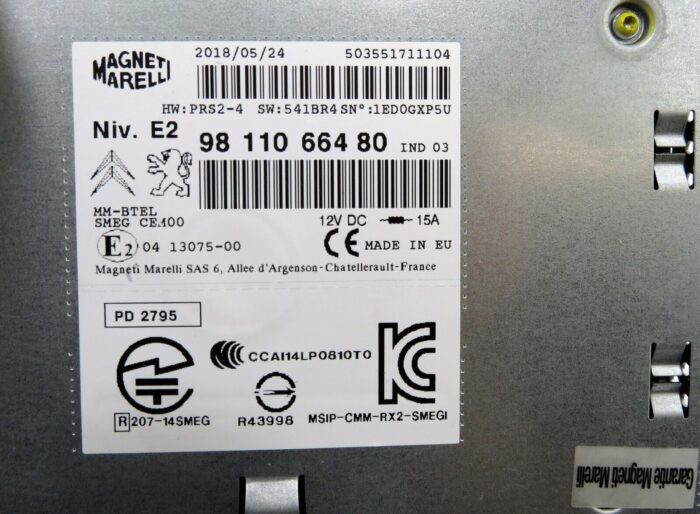 MAGNETI
MARELLI
2018/05/24 503551711104
HW:PRS2-4 SW:541BR4 SN°:1ED0GXP5U
Niv. E2 98 110 664 80 IND 03
MM-BTEL
SMEG CE.100
12V DC 15A
E2 04 13075-00 CE MADE IN EU
Magneti Marelli SAS 6, Allee d'Argenson-Chatellerault-France
PD 2795
CCAI14LP0810T0
R 207-14SMEG R43998 MSIP-CMM-RX2-SMEGI
Garantie Magneti
Marelli